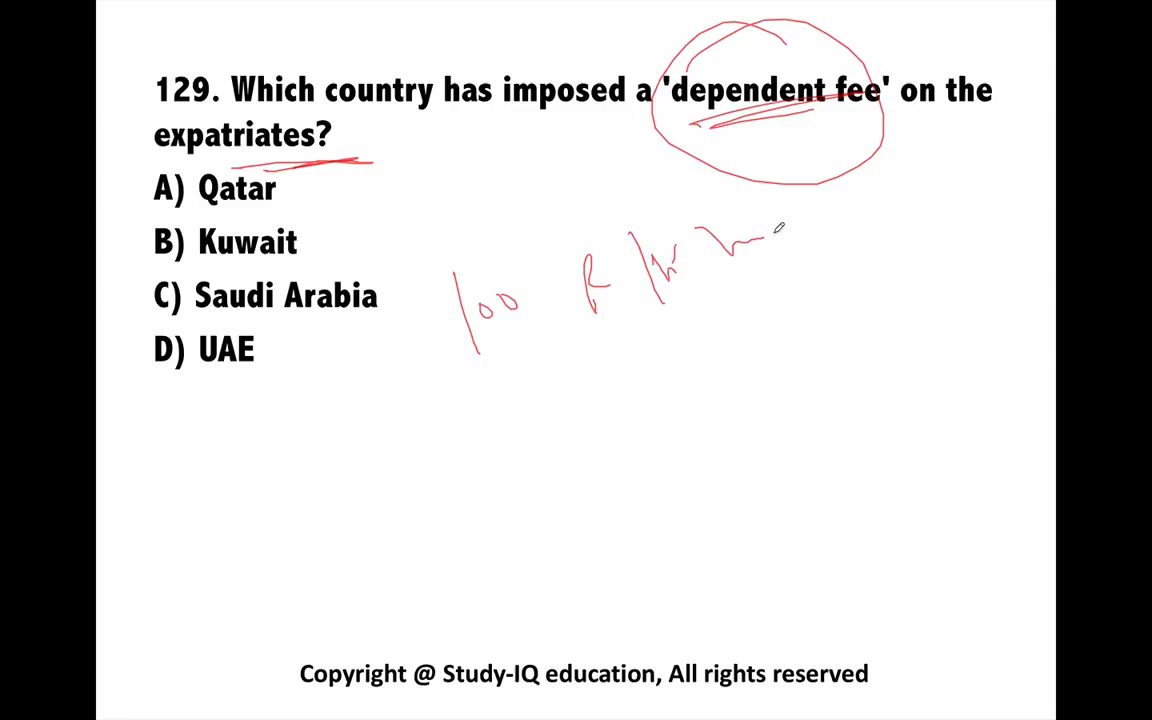 129. Which country has imposed a 'dependent fee' on the
expatriates?
A) Qatar
B) Kuwait
C) Saudi Arabia
D) UAE
100 R
Copyright @ Study-IQ education, All rights reserved